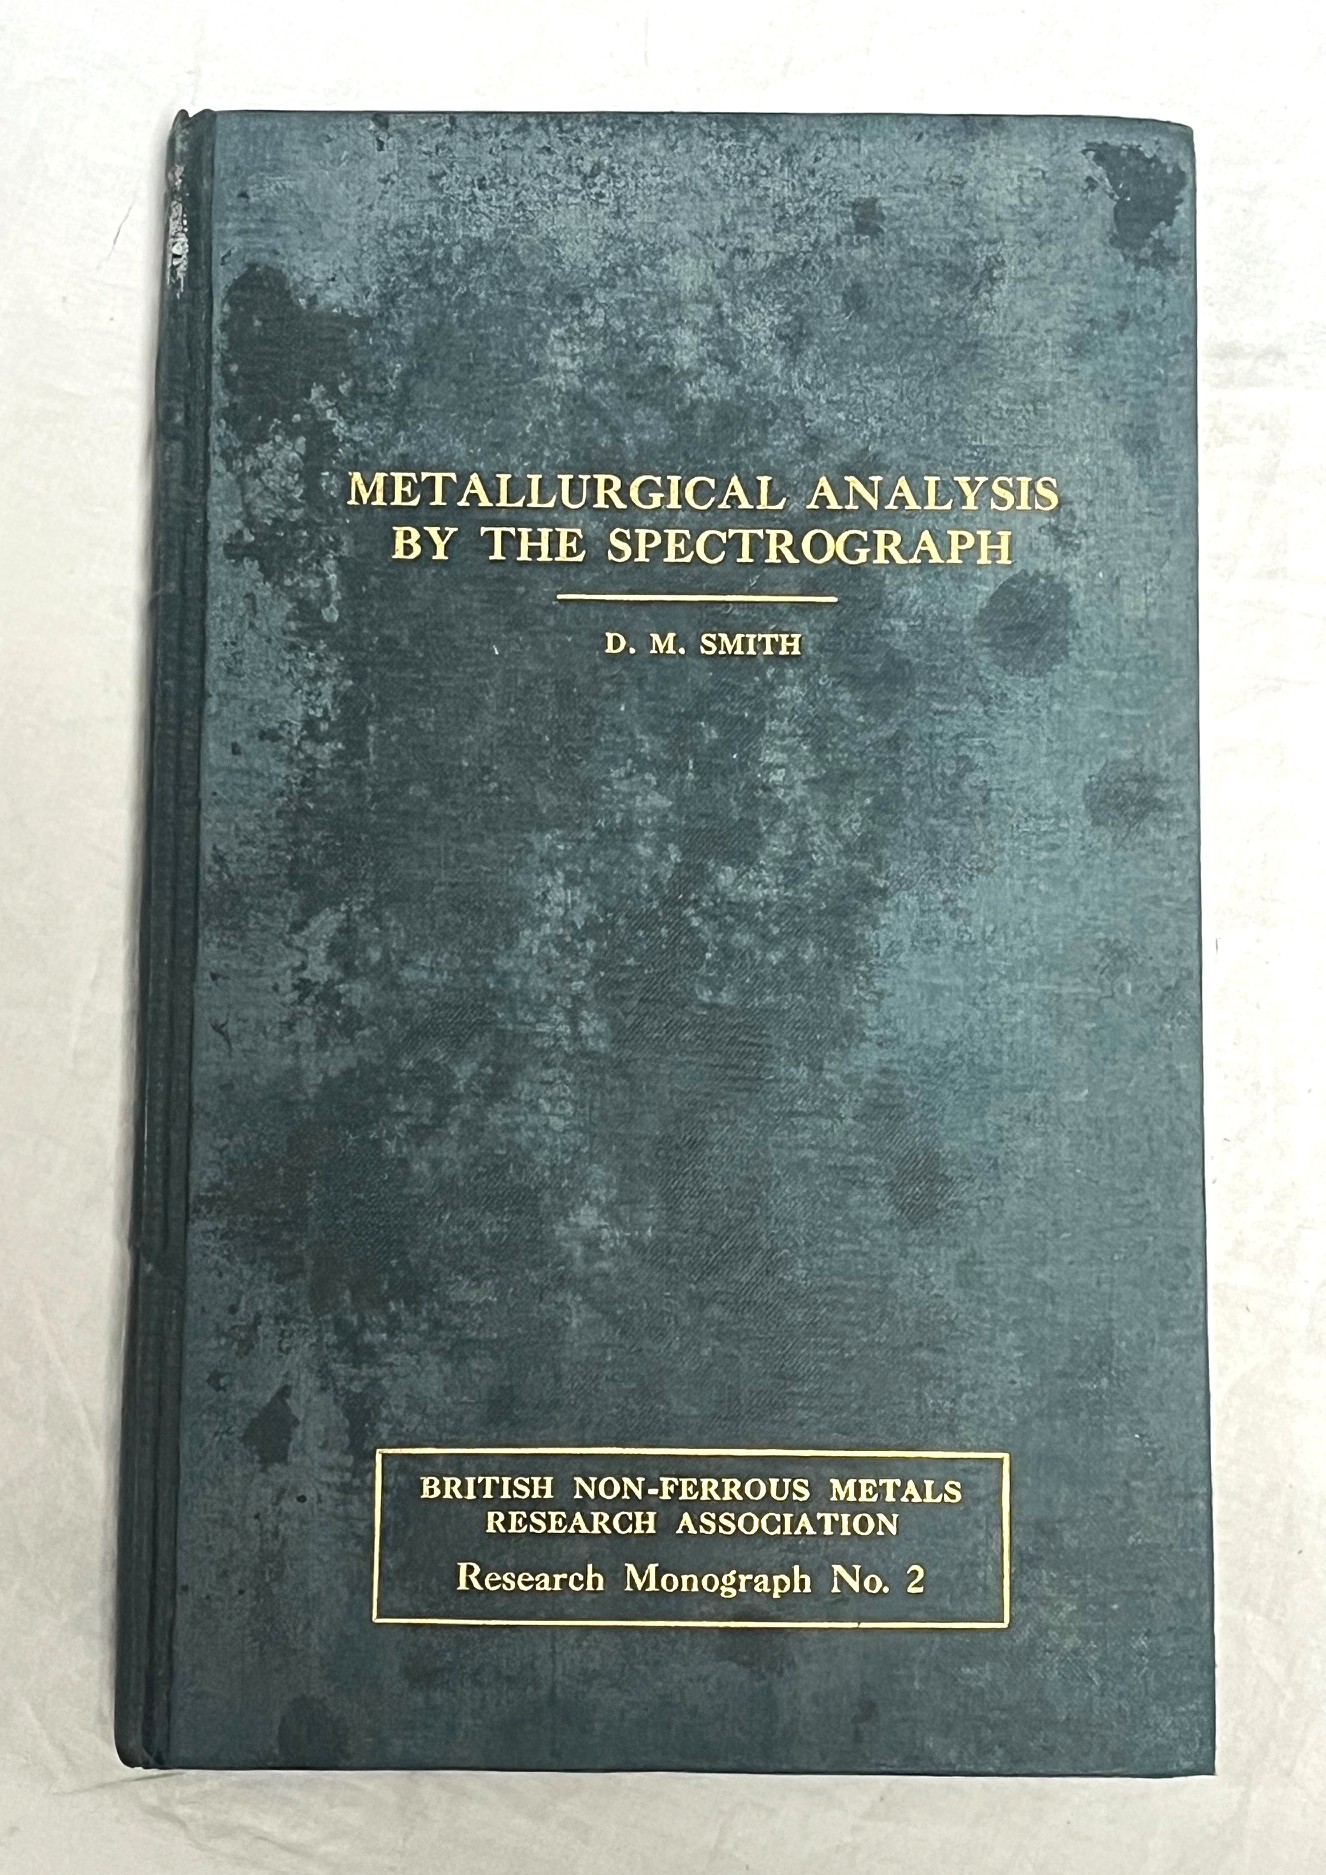 METALLURGICAL ANALYSIS
BY THE SPECTROGRAPH
D. M. SMITH
BRITISH NON-FERROUS METALS
RESEARCH ASSOCIATION
Research Monograph No. 2